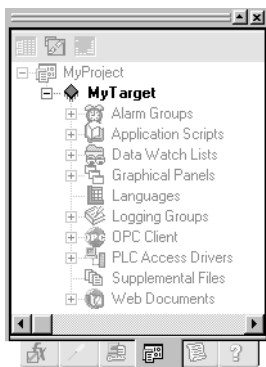 MyProject
MyTarget
Alarm Groups
Application Scripts
Data Watch Lists
Graphical Panels
Languages
Logging Groups
OPC OPC Client
PLC Access Drivers
Supplemental Files
Web Documents